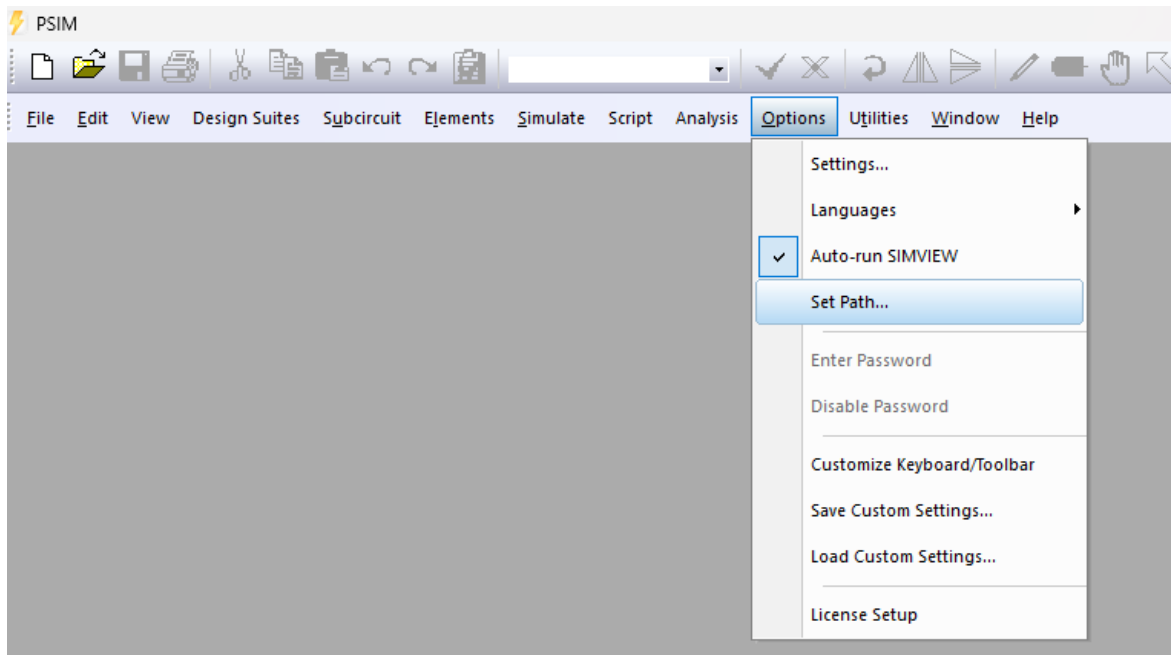 PSIM
File Edit View Design Suites Subcircuit Elements Simulate Script Analysis Options Utilities Window Help
Settings...
Languages
Auto-run SIMVIEW
Set Path...
Enter Password
Disable Password
Customize Keyboard/Toolbar
Save Custom Settings...
Load Custom Settings...
License Setup